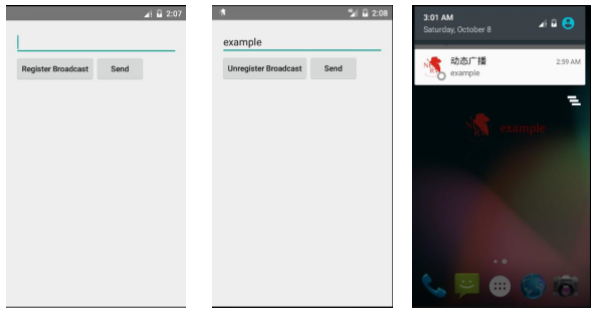 2:07
Register Broadcast
Send
2:08
example
Unregister Broadcast
Send
3:01 AM
Saturday, October 8
动态广播
2:59 AM
example
example